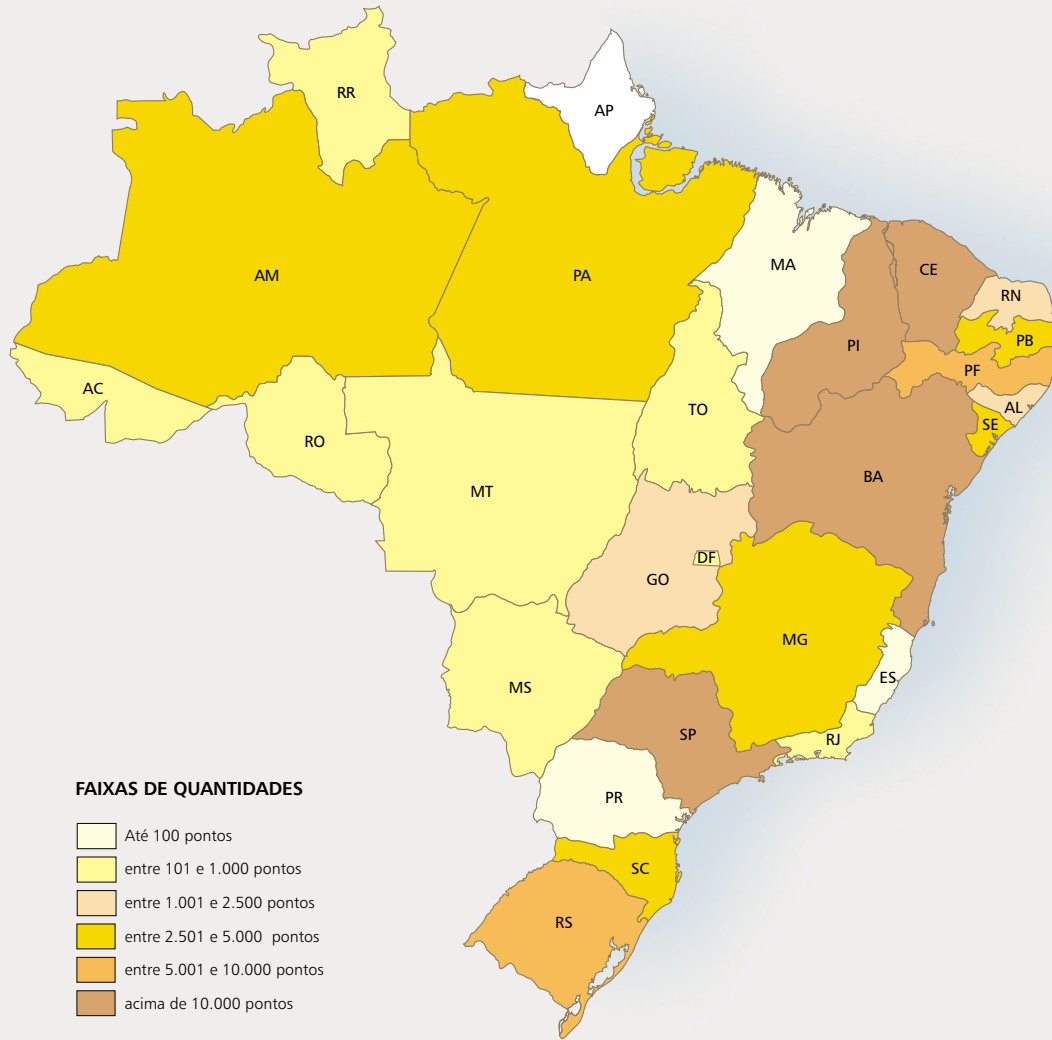 RR
AP
AM
PA
MA
CE
RN
PB
PI
PF
AC
TO
AL
SE
RO
MT
BA
DF
GO
MG
MS
ES
SP
RJ
PR
SC
RS
FAIXAS DE QUANTIDADES
Até 100 pontos
entre 101 e 1.000 pontos
entre 1.001 e 2.500 pontos
entre 2.501 e 5.000 pontos
entre 5.001 e 10.000 pontos
acima de 10.000 pontos